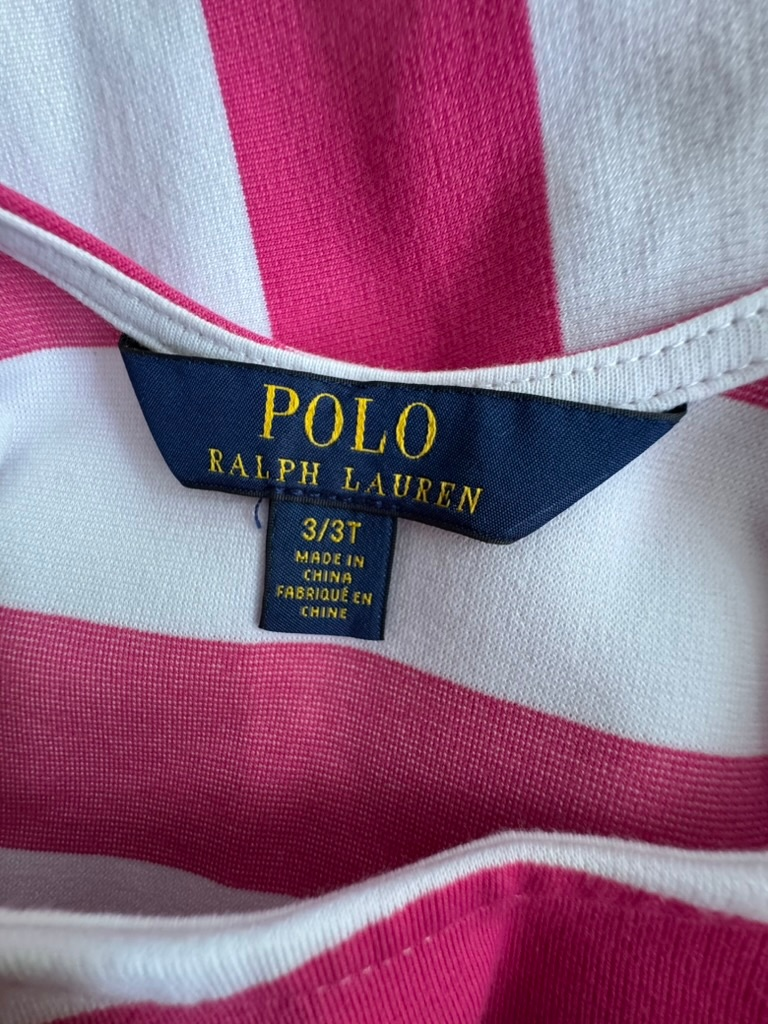 POLO
RALPH LAUREN
3/3T
MADE IN
CHINA
FABRIQUÉ EN
CHINE